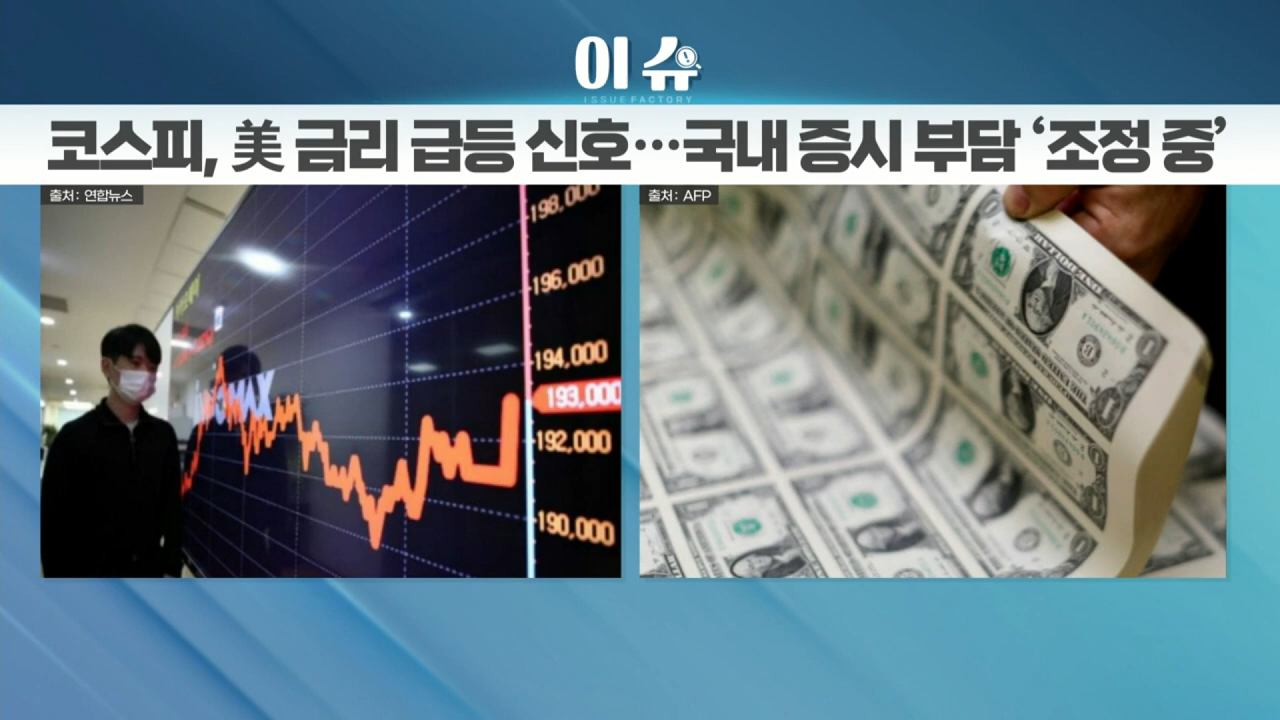 이슈
ISSUE FACTORY
코스피, 美 금리 급등 신호…국내 증시 부담 ‘조정 중’
출처: 연합뉴스
출처: AFP
198,000
196,000
194,000
193,000
192,000
190,000